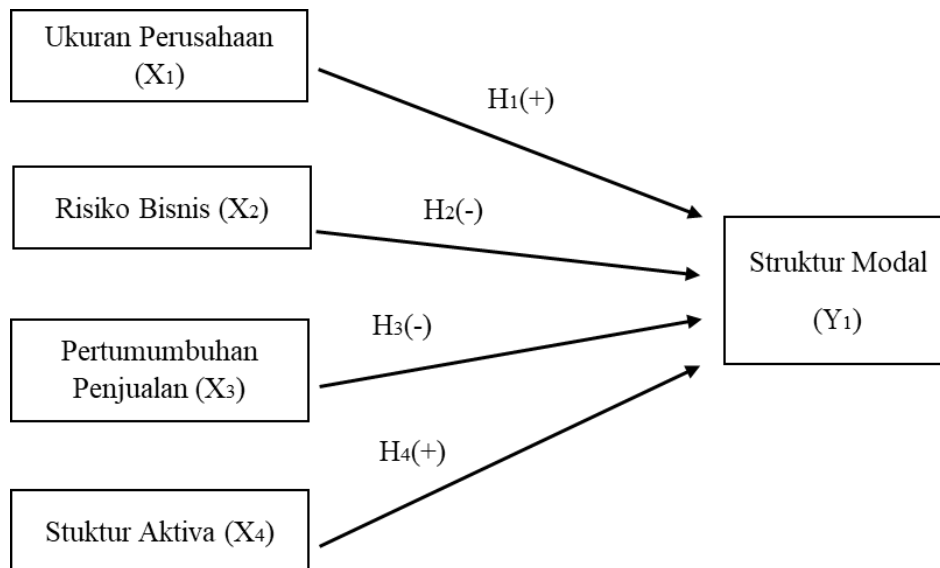 Ukuran Perusahaan
(X₁)
H₁(+)
Risiko Bisnis (X₂)
H₂(-)
Struktur Modal
(Y₁)
H₃(-)
Pertumumbuhan
Penjualan (X₃)
H₄(+)
Stuktur Aktiva (X₄)